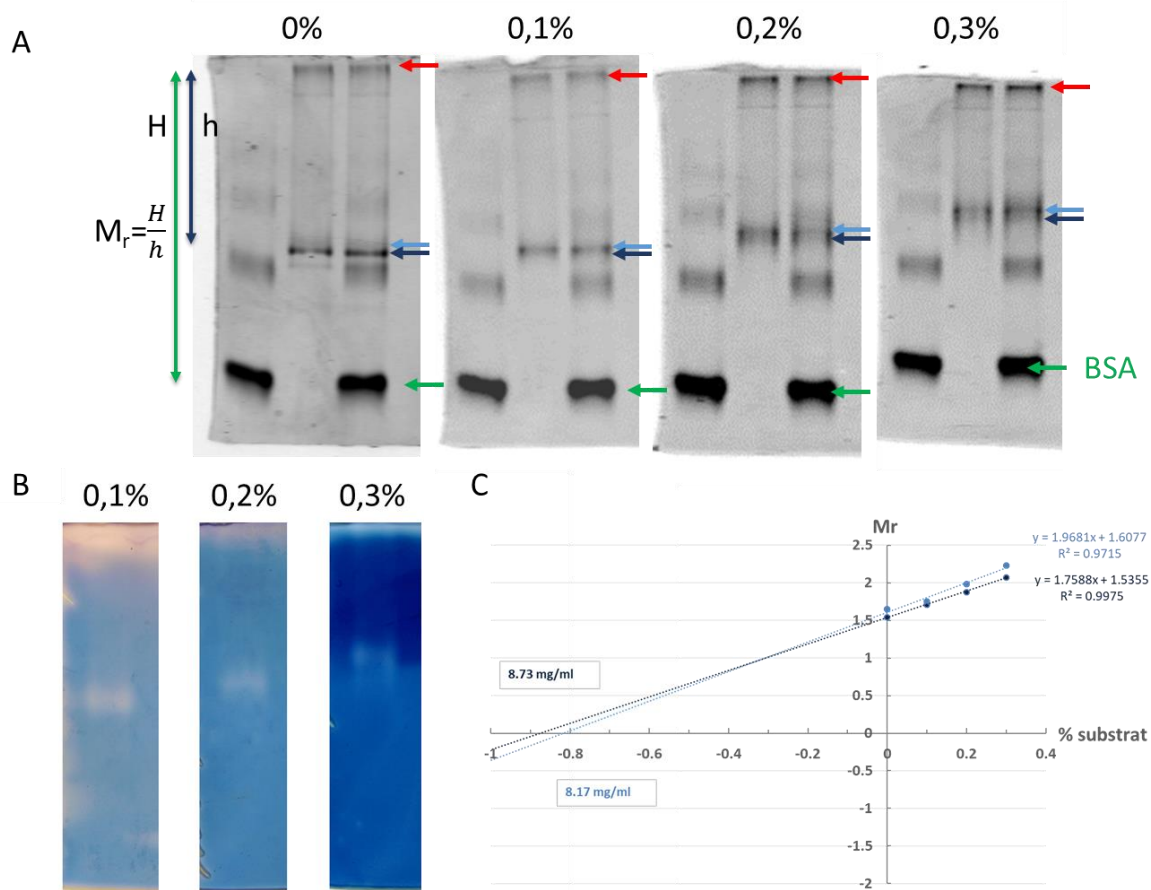 A
0%
0,1%
0,2%
0,3%
H
h
Mr=H/h
BSA
B
0,1%
0,2%
0,3%
C
Mr
2.5
2
1.5
1
0.5
0
-0.5
-1
-1.5
-2
-1
-0.8
-0.6
-0.4
-0.2
0
0.2
0.4
% substrat
y = 1.9681x + 1.6077
R² = 0.9715
y = 1.7588x + 1.5355
R² = 0.9975
8.73 mg/ml
8.17 mg/ml